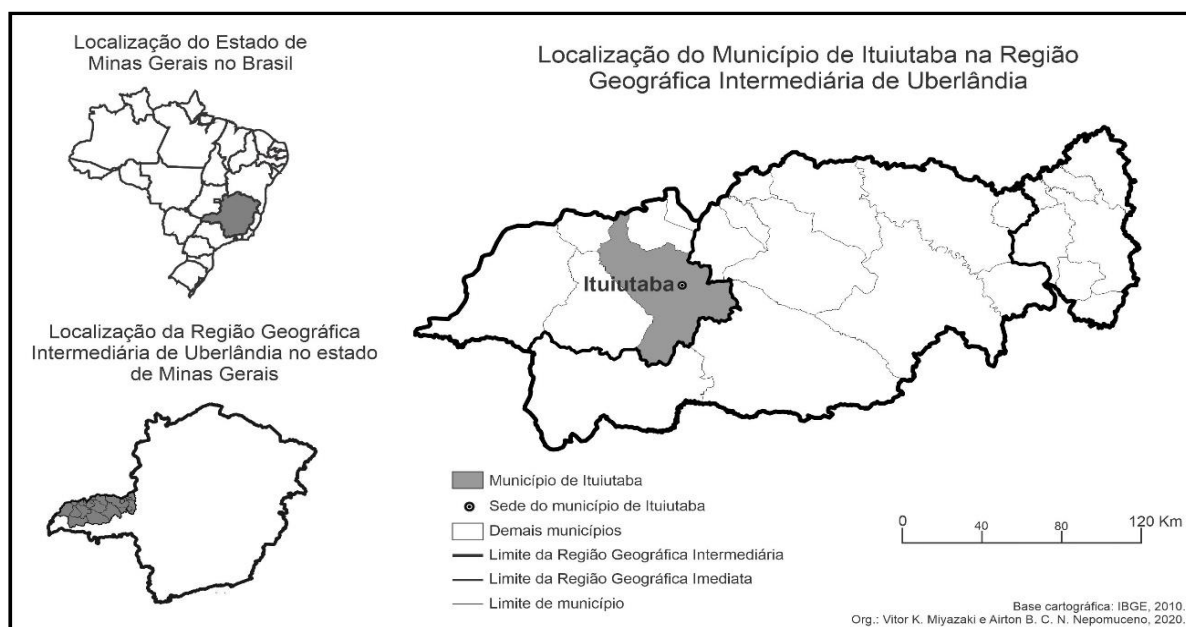 Localização do Estado de
Minas Gerais no Brasil
Localização da Região Geográfica
Intermediária de Uberlândia no estado
de Minas Gerais
Localização do Município de Ituiutaba na Região
Geográfica Intermediária de Uberlândia
Ituiutaba
Município de Ituiutaba
Sede do município de Ituiutaba
Demais municípios
Limite da Região Geográfica Intermediária
Limite da Região Geográfica Imediata
Limite de município
0 40 80 120 Km
Base cartográfica: IBGE, 2010.
Org.: Vitor K. Miyazaki e Airton B. C. N. Nepomuceno, 2020.